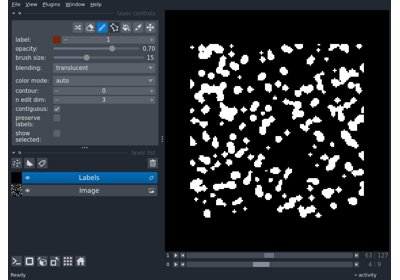 File View Plugins Window Help
layer controls
label: 1
opacity: 0.70
brush size: 15
blending: translucent
color mode: auto
contour: 0
n edit dim: 3
contiguous:
preserve
labels:
show
selected:
layer list
Labels
Image
1 63 127
0 4 9
Ready
activity